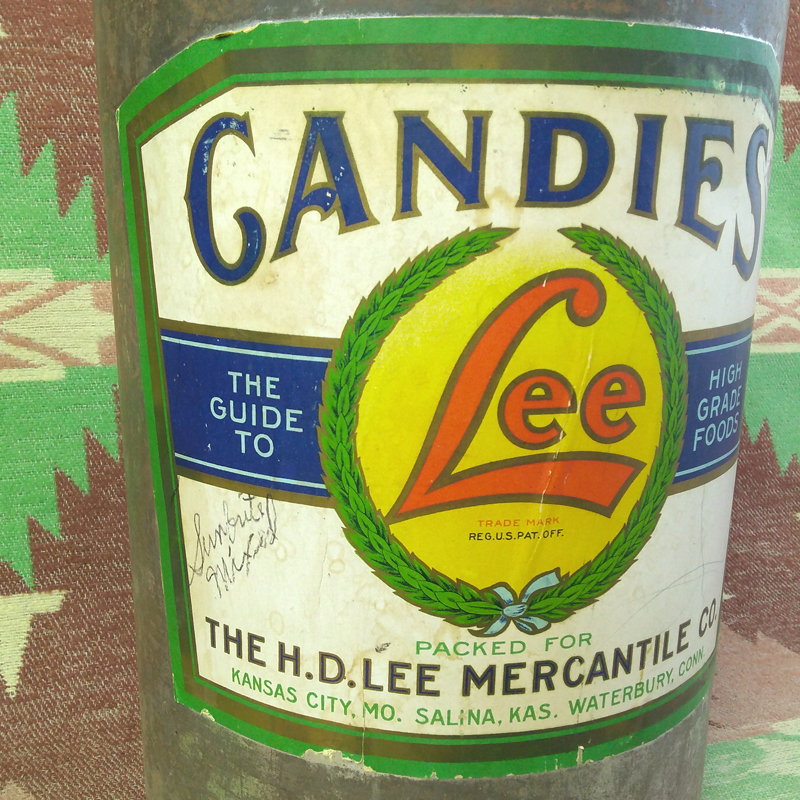 CANDIES
Lee
THE
GUIDE
TO
HIGH
GRADE
FOODS
TRADE MARK
REG.U.S.PAT.OFF.
Mixed
PACKED FOR
THE H.D.LEE MERCANTILE CO.
KANSAS CITY, MO. SALINA, KAS. WATERBURY, CONN.